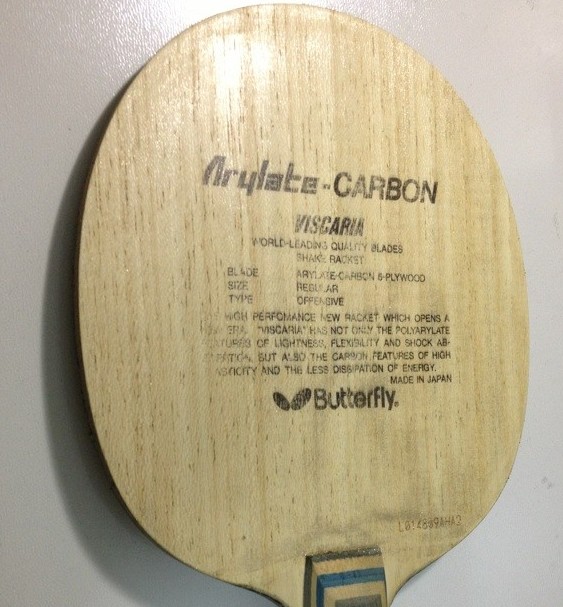 Arylate-CARBON
VISCARIA
WORLD-LEADING QUALITY BLADES
SHAKE RACKET
BLADE ARYLATE-CARBON 5-PLYWOOD
SIZE REGULAR
TYPE OFFENSIVE
HIGH PERFOMANCE NEW RACKET WHICH OPENS A
ERA. "VISCARIA" HAS NOT ONLY THE POLYARYLATE
OF LIGHTNESS, FLEXIBILITY AND SHOCK AB-
BUT ALSO THE CARBON FEATURES OF HIGH
AND THE LESS DISSIPATION OF ENERGY.
MADE IN JAPAN
Butterfly